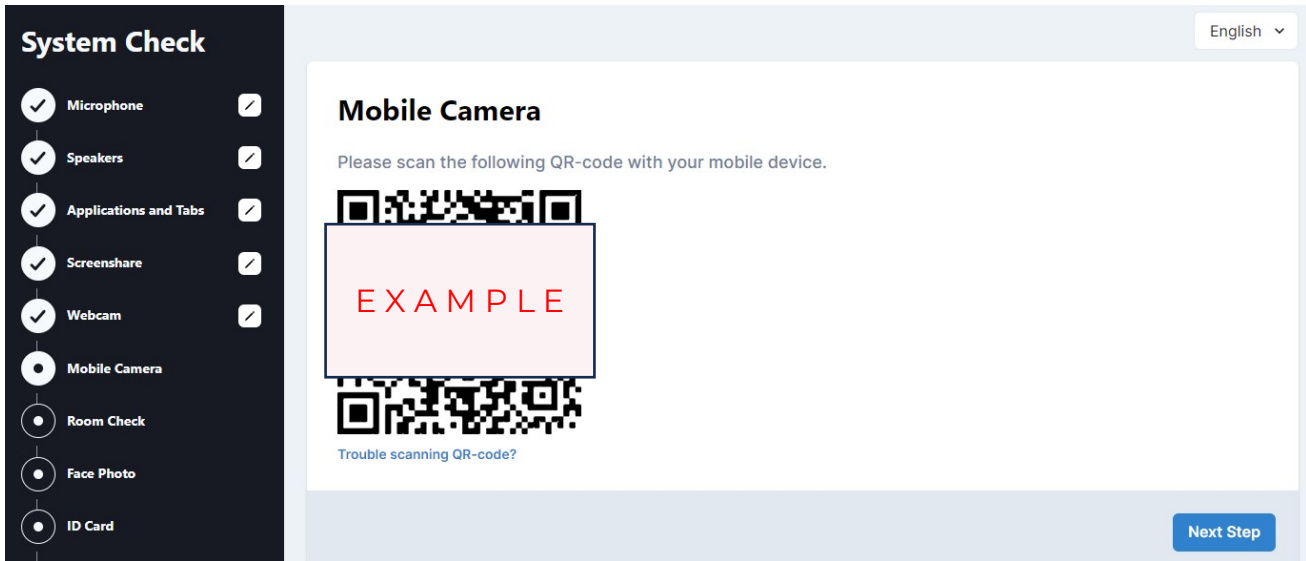 System Check
Microphone
Speakers
Applications and Tabs
Screenshare
Webcam
Mobile Camera
Room Check
Face Photo
ID Card
English
Mobile Camera
Please scan the following QR-code with your mobile device.
EXAMPLE
Trouble scanning QR-code?
Next Step